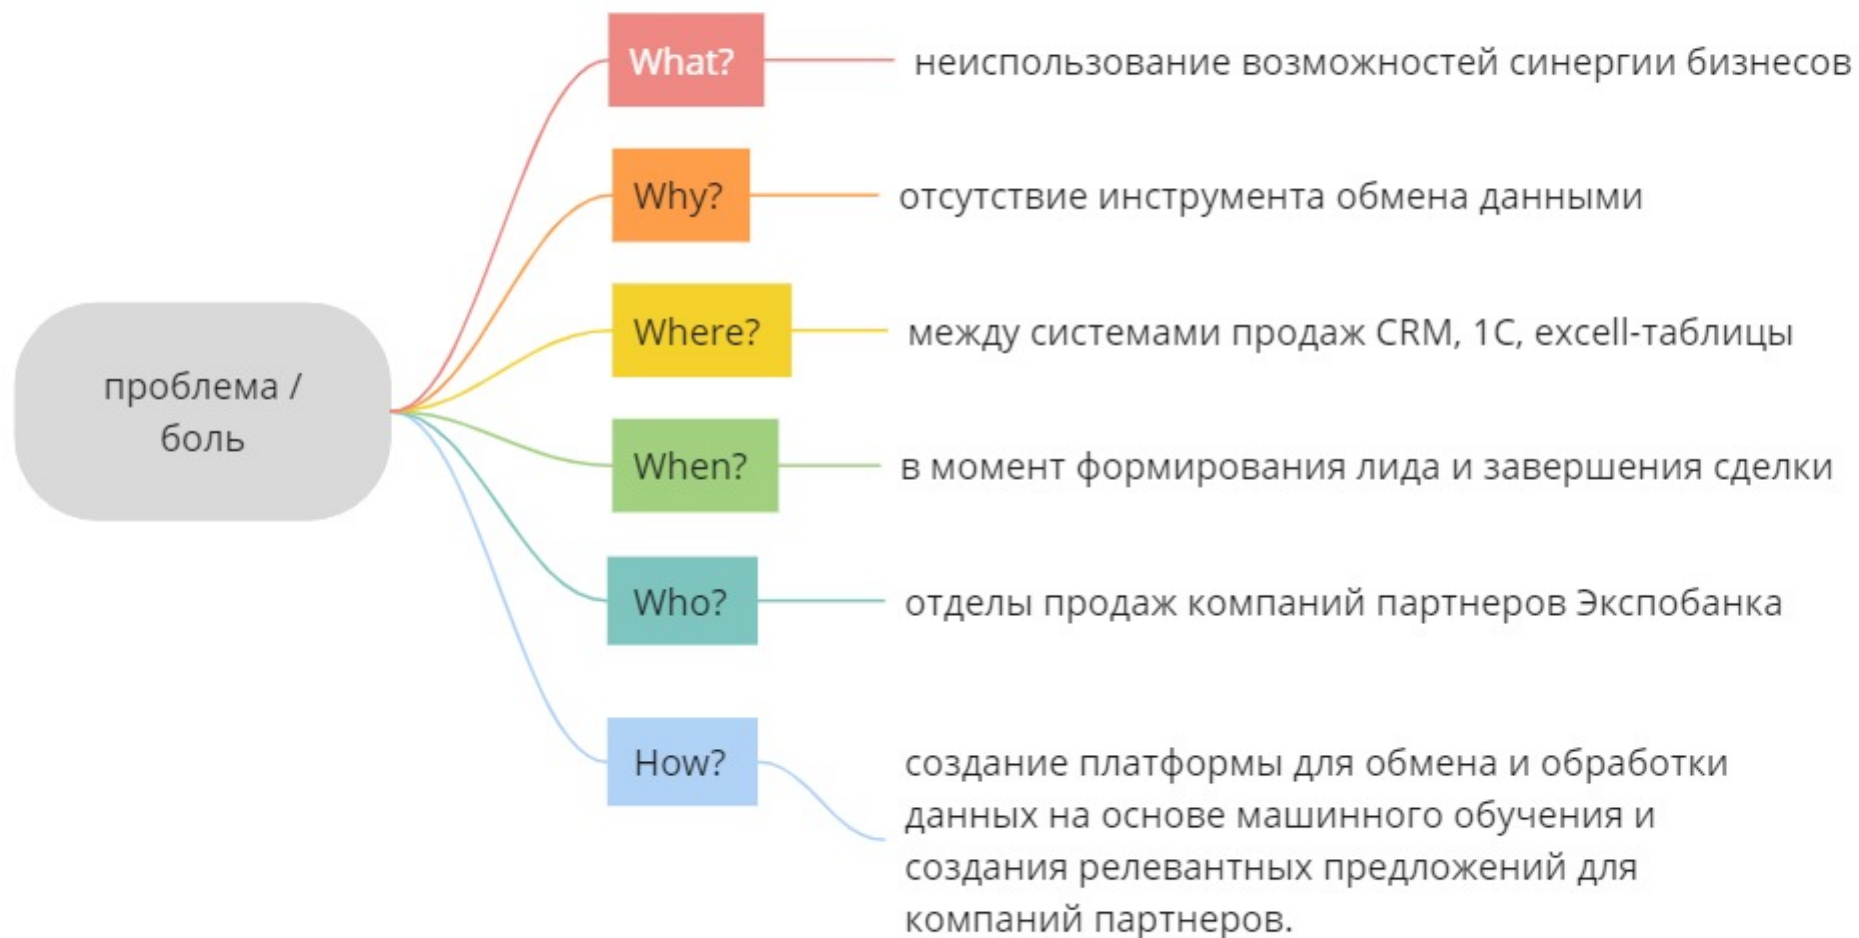 What?
неиспользование возможностей синергии бизнесов
Why?
отсутствие инструмента обмена данными
Where?
между системами продаж CRM, 1С, excell-таблицы
проблема /
боль
When?
в момент формирования лида и завершения сделки
Who?
отделы продаж компаний партнеров Экспобанка
How?
создание платформы для обмена и обработки
данных на основе машинного обучения и
создания релевантных предложений для
компаний партнеров.